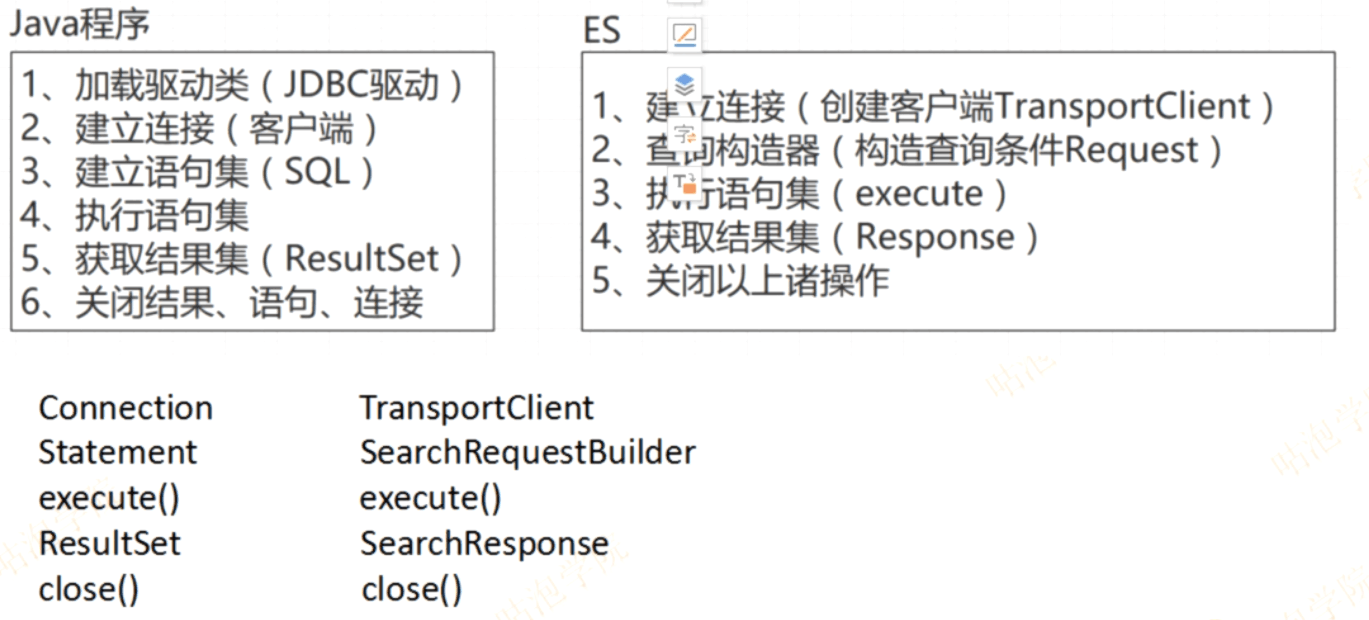 Java程序
1、加载驱动类（JDBC驱动）
2、建立连接（客户端）
3、建立语句集（SQL）
4、执行语句集
5、获取结果集（ResultSet）
6、关闭结果、语句、连接
ES
1、建立连接（创建客户端TransportClient）
2、查询构造器（构造查询条件Request）
3、执行语句集（execute）
4、获取结果集（Response）
5、关闭以上诸操作
Connection TransportClient
Statement SearchRequestBuilder
execute() execute()
ResultSet SearchResponse
close() close()